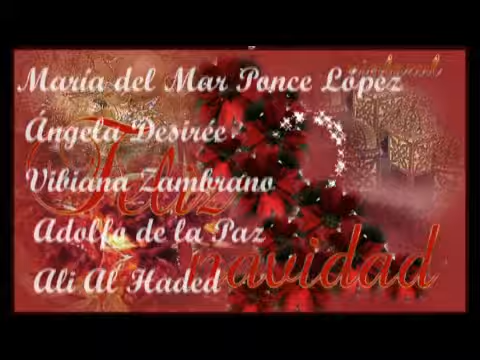 María del Mar Ponce López
Ángela Desirée
Vibiana Zambrano
Feliz
Adolfo de la Paz
navidad
Ali Al Haded